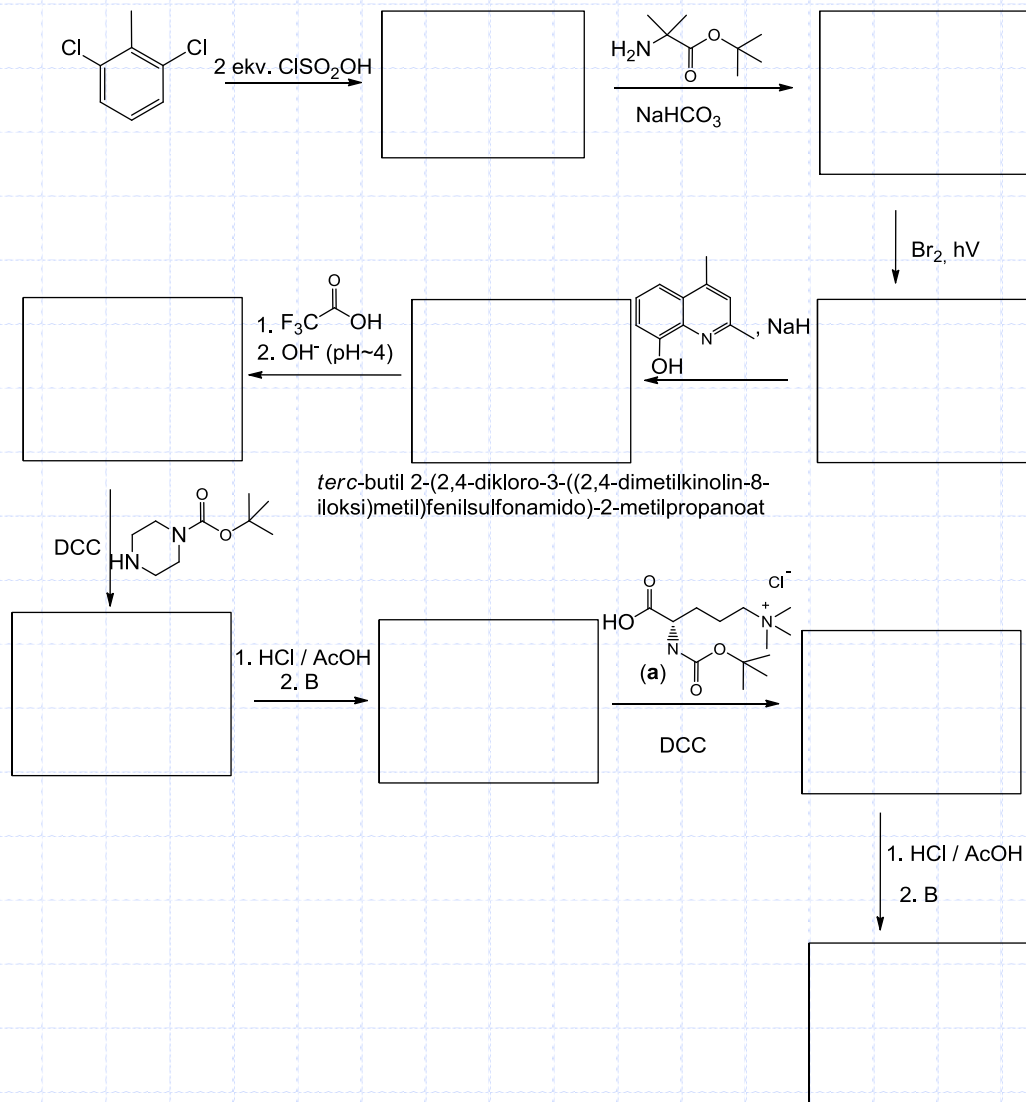 Cl
Cl
2 ekv. ClSO₂OH
H₂N
O
O
NaHCO₃
Br₂, hV
1. F₃C
O
OH
2. OH⁻ (pH~4)
N
, NaH
OH
terc-butil 2-(2,4-dikloro-3-((2,4-dimetilkinolin-8-
iloksi)metil)fenilsulfonamido)-2-metilpropanoat
DCC
HN
N
O
O
1. HCl / AcOH
2. B
O
HO
Cl⁻
N⁺
(a)
N
O
O
DCC
1. HCl / AcOH
2. B